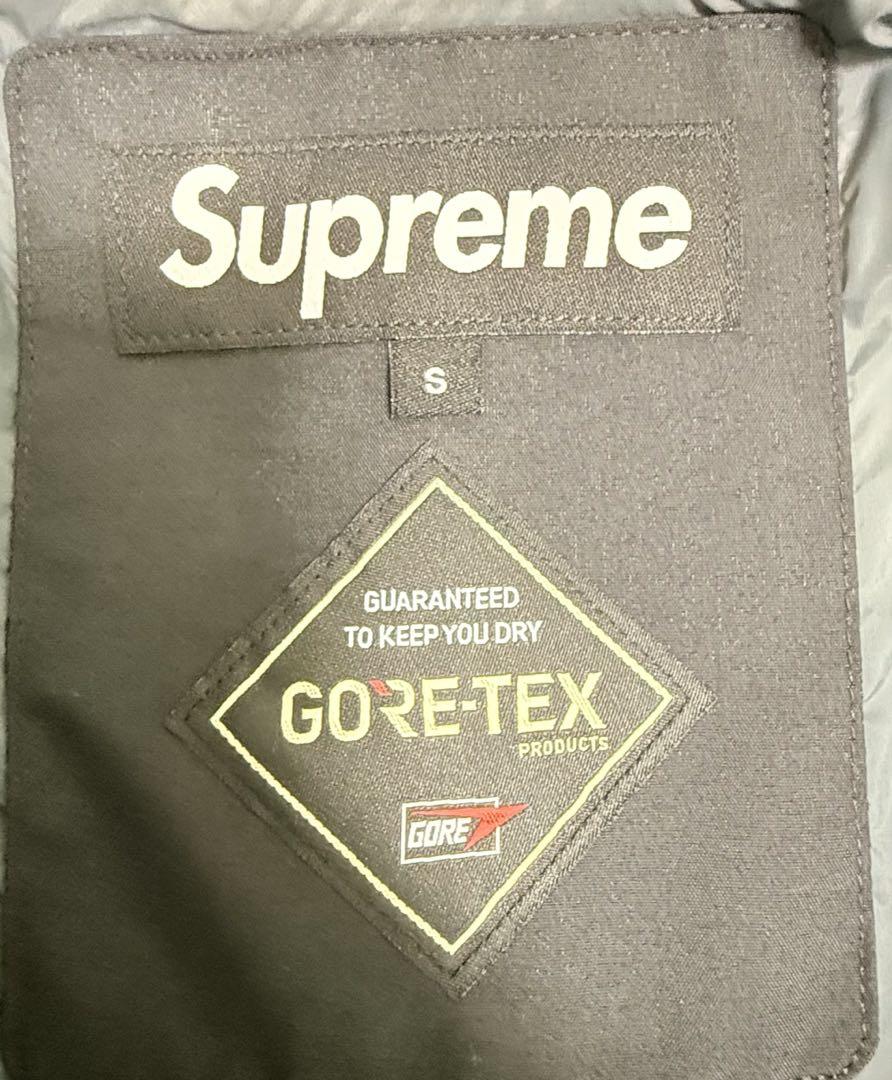 Supreme
S
GUARANTEED
TO KEEP YOU DRY
GORE-TEX
PRODUCTS
GORE